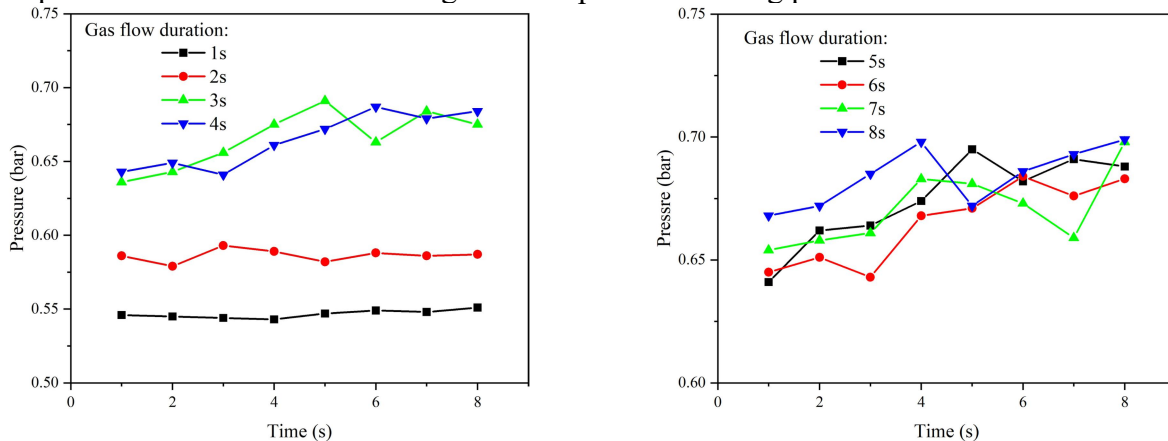 0.75
0.70
0.65
0.60
0.55
0.50
Pressure (bar)
Gas flow duration:
1s
2s
3s
4s
0 2 4 6 8
Time (s)
0.75
0.70
0.65
0.60
Pressre (bar)
Gas flow duration:
5s
6s
7s
8s
0 2 4 6 8
Time (s)